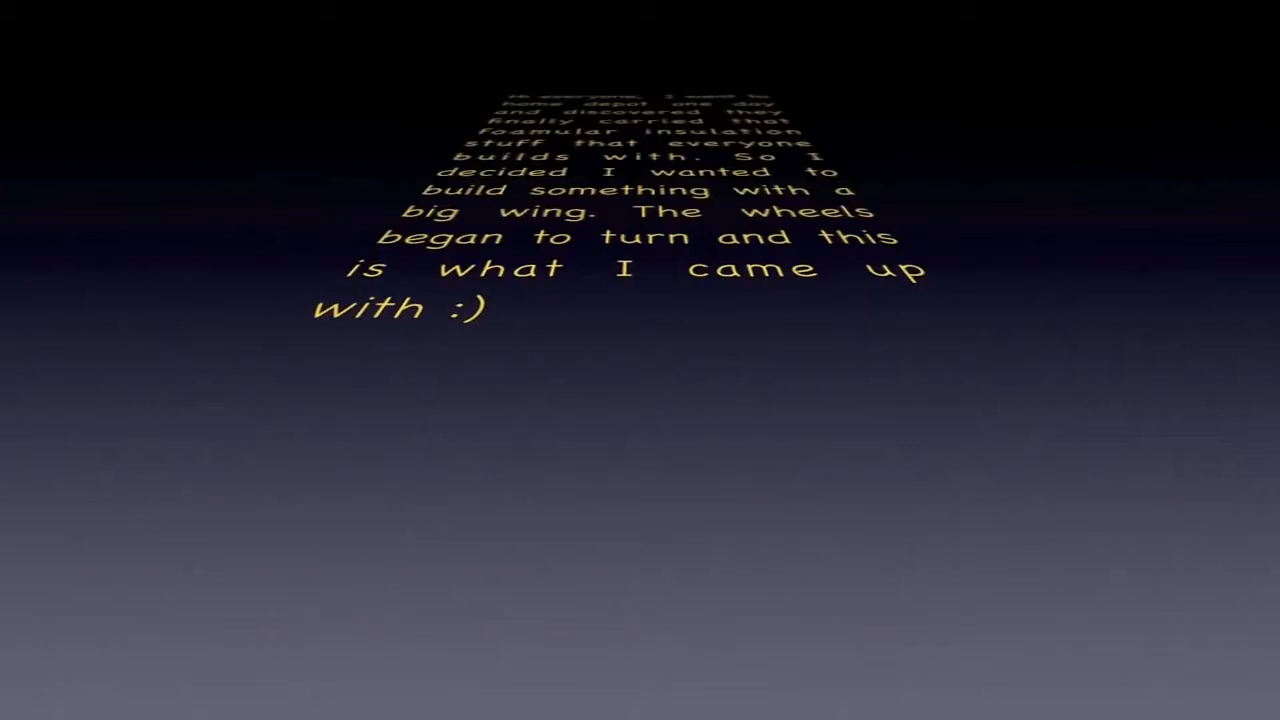 Hi everyone, I went to
home depot one day
and discovered they
finally carried that
Foamular insulation
stuff that everyone
builds with. So I
decided I wanted to
build something with a
big wing. The wheels
began to turn and this
is what I came up
with :)